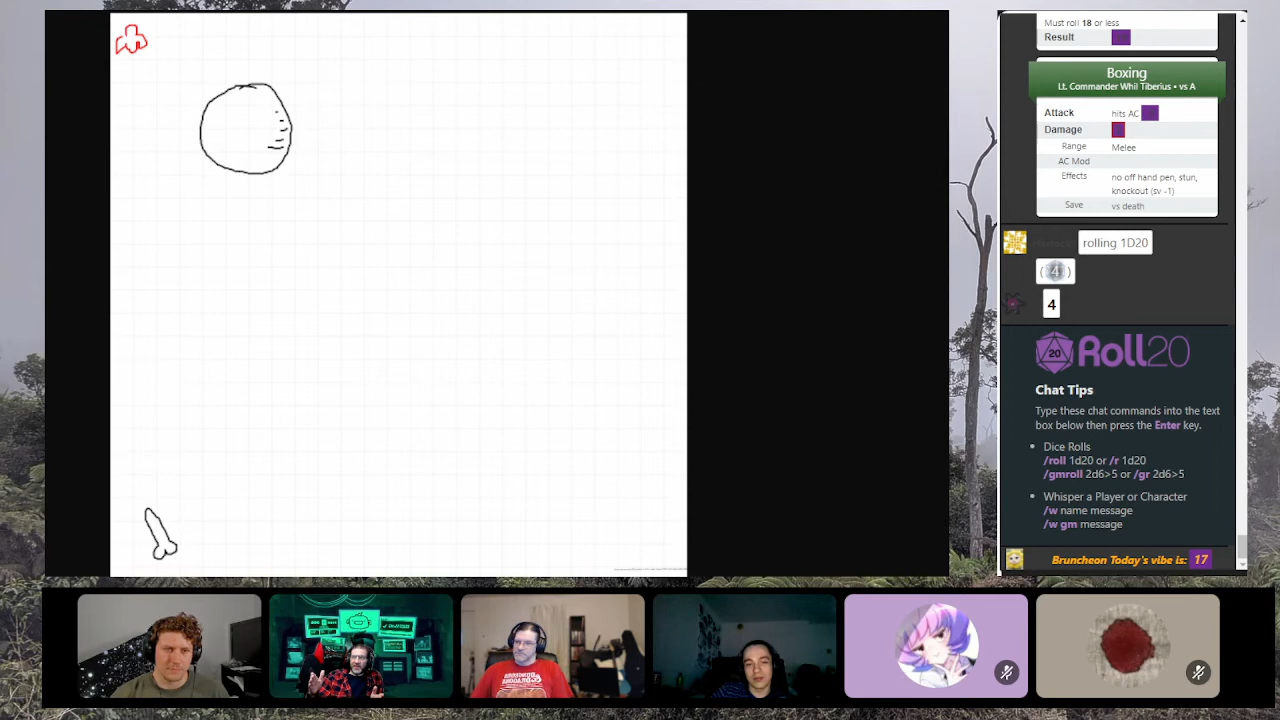 Must roll 18 or less
Result
Boxing
Lt. Commander Whil Tiberius • vs A
Attack hits AC
Damage
Range Melee
AC Mod
Effects no off hand pen, stun,
knockout (sv -1)
Save vs death
rolling 1D20
(4)
4
20 Roll20
Chat Tips
Type these chat commands into the text
box below then press the Enter key.
• Dice Rolls
/roll 1d20 or /r 1d20
/gmroll 2d6>5 or /gr 2d6>5
• Whisper a Player or Character
/w name message
/w gm message
Bruncheon Today's vibe is: 17